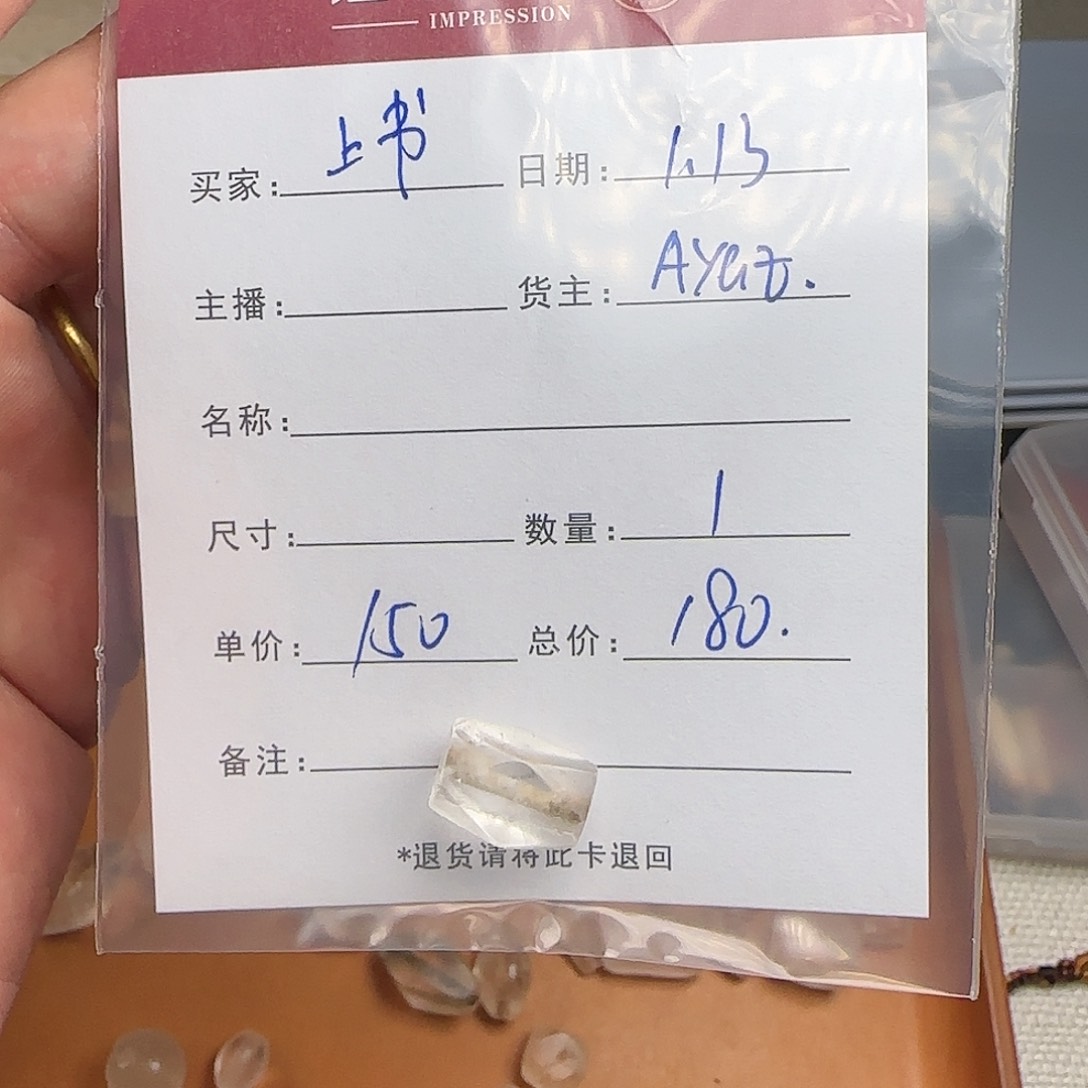 IMPRESSION
买家: 上书 日期: 1.13
主播: 货主: AYaz.
名称:
尺寸: 数量: 1
单价: 150 总价: 180.
备注:
*退货请将此卡退回